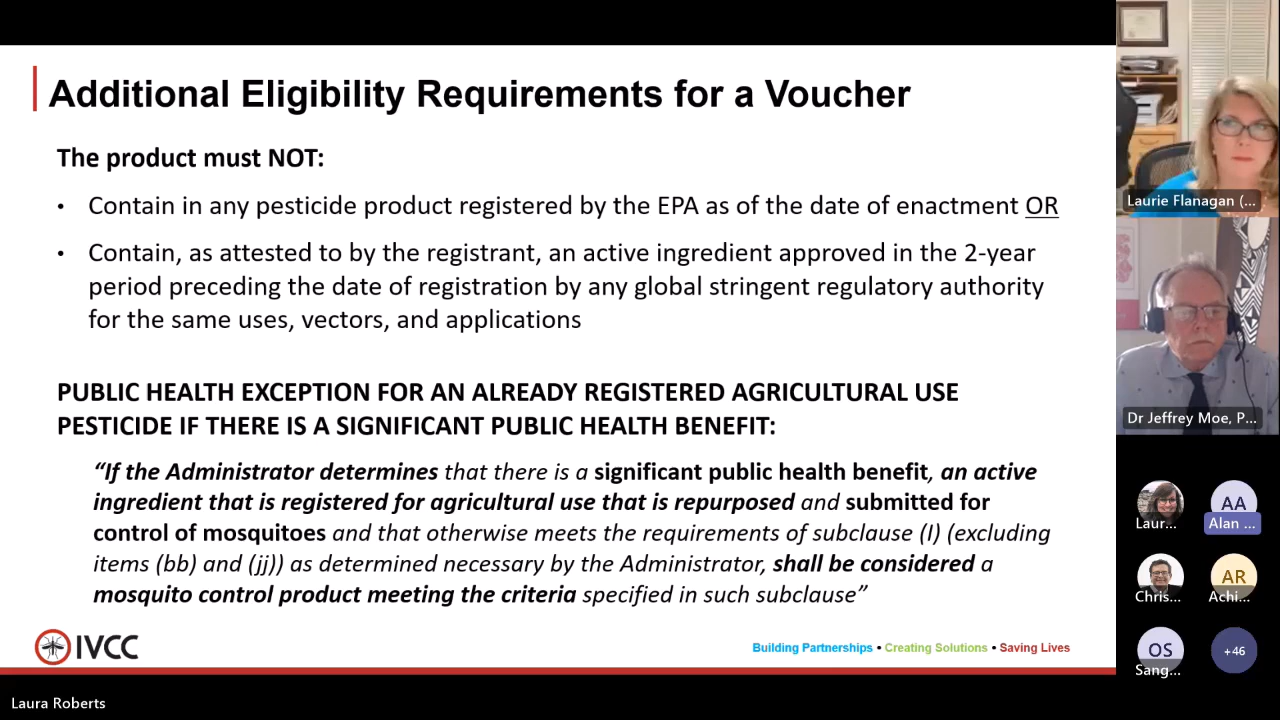 Additional Eligibility Requirements for a Voucher
The product must NOT:
• Contain in any pesticide product registered by the EPA as of the date of enactment OR
• Contain, as attested to by the registrant, an active ingredient approved in the 2-year
period preceding the date of registration by any global stringent regulatory authority
for the same uses, vectors, and applications
PUBLIC HEALTH EXCEPTION FOR AN ALREADY REGISTERED AGRICULTURAL USE
PESTICIDE IF THERE IS A SIGNIFICANT PUBLIC HEALTH BENEFIT:
“If the Administrator determines that there is a significant public health benefit, an active
ingredient that is registered for agricultural use that is repurposed and submitted for
control of mosquitoes and that otherwise meets the requirements of subclause (I) (excluding
items (bb) and (jj)) as determined necessary by the Administrator, shall be considered a
mosquito control product meeting the criteria specified in such subclause”
IVCC
Building Partnerships • Creating Solutions • Saving Lives
Laura Roberts
Laurie Flanagan (...
Dr Jeffrey Moe, P...
AA
Laur...
Alan ...
AR
Chris...
Achi...
OS
+46
Sang...